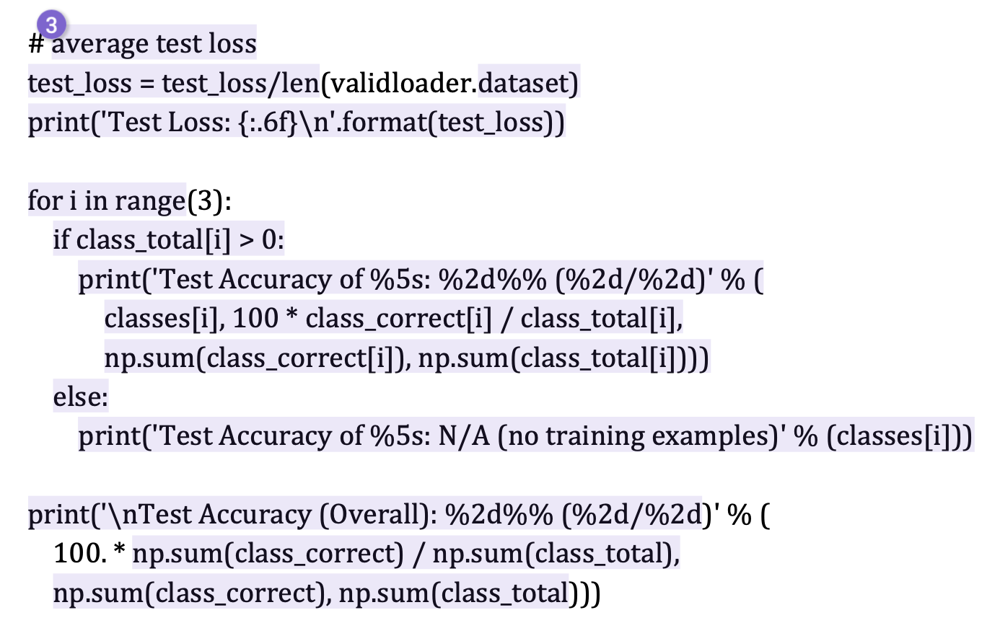 3
# average test loss
test_loss = test_loss/len(validloader.dataset)
print('Test Loss: {:.6f}\n'.format(test_loss))

for i in range(3):
    if class_total[i] > 0:
        print('Test Accuracy of %5s: %2d%% (%2d/%2d)' % (
            classes[i], 100 * class_correct[i] / class_total[i],
            np.sum(class_correct[i]), np.sum(class_total[i])))
    else:
        print('Test Accuracy of %5s: N/A (no training examples)' % (classes[i]))

print('\nTest Accuracy (Overall): %2d%% (%2d/%2d)' % (
    100. * np.sum(class_correct) / np.sum(class_total),
    np.sum(class_correct), np.sum(class_total)))